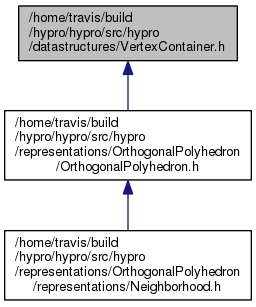 /home/travis/build
/hypro/hypro/src/hypro
/datastructures/VertexContainer.h
/home/travis/build
/hypro/hypro/src/hypro
/representations/OrthogonalPolyhedron
/OrthogonalPolyhedron.h
/home/travis/build
/hypro/hypro/src/hypro
/representations/OrthogonalPolyhedron
/representations/Neighborhood.h